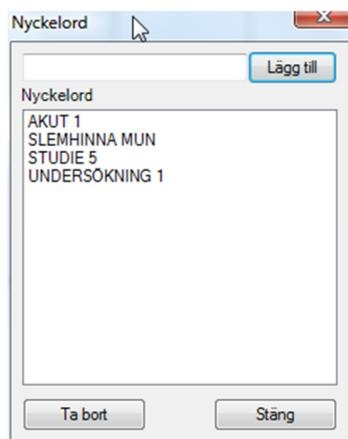 Nyckelord
Lägg till
Nyckelord
AKUT 1
SLEMHINNA MUN
STUDIE 5
UNDERSÖKNING 1
Ta bort
Stäng